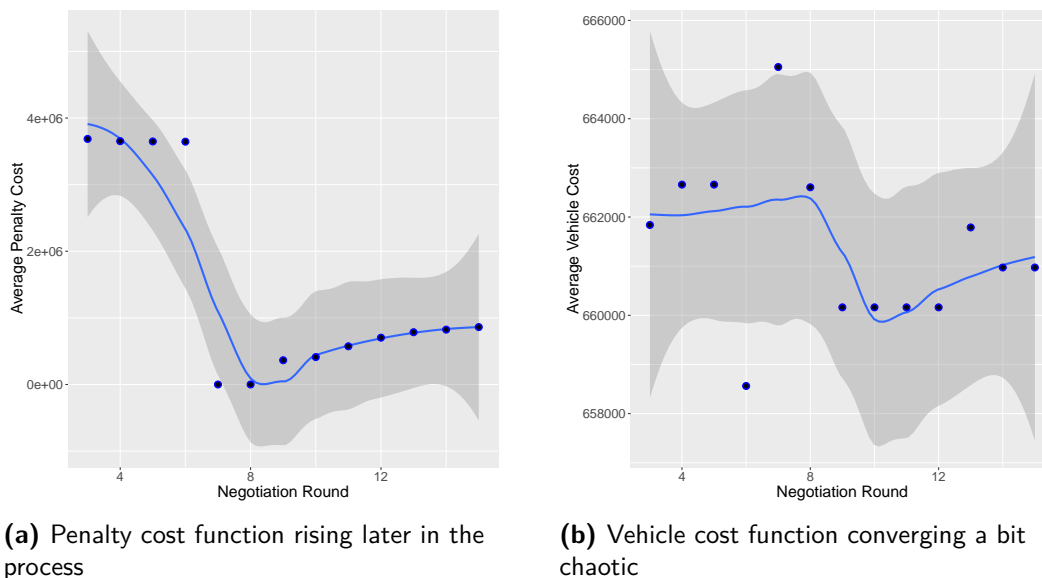 4e+06
2e+06
0e+00
Average Penalty Cost
4 8 12
Negotiation Round
(a) Penalty cost function rising later in the
process
666000
664000
662000
660000
658000
Average Vehicle Cost
4 8 12
Negotiation Round
(b) Vehicle cost function converging a bit
chaotic